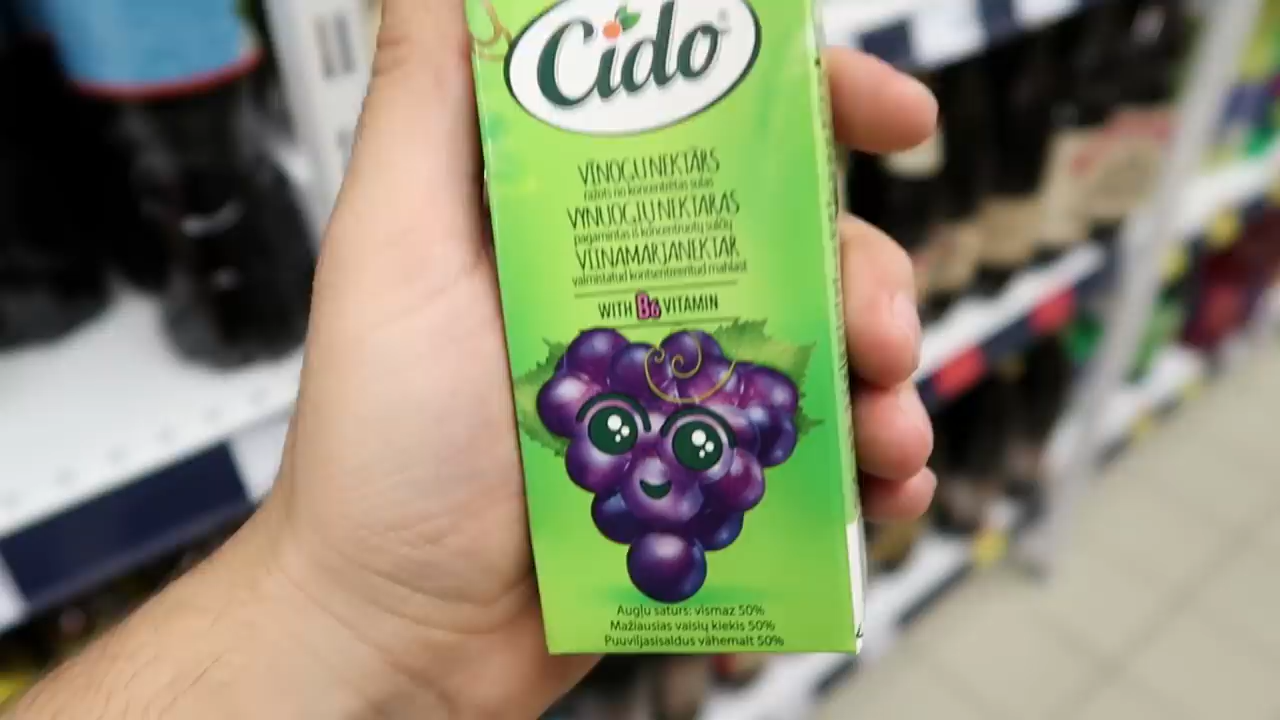 Cido
VĪNOGU NEKTĀRS
ražots no koncentrētas sulas
VYNUOGIŲ NEKTARAS
pagamintas iš koncentruotų sulčių
VIINAMARJANEKTAR
valmistatud kontsentreeritud mahlast
WITH B6 VITAMIN
Augļu saturs: vismaz 50%
Mažiausias vaisių kiekis 50%
Puuviljasisaldus vähemalt 50%